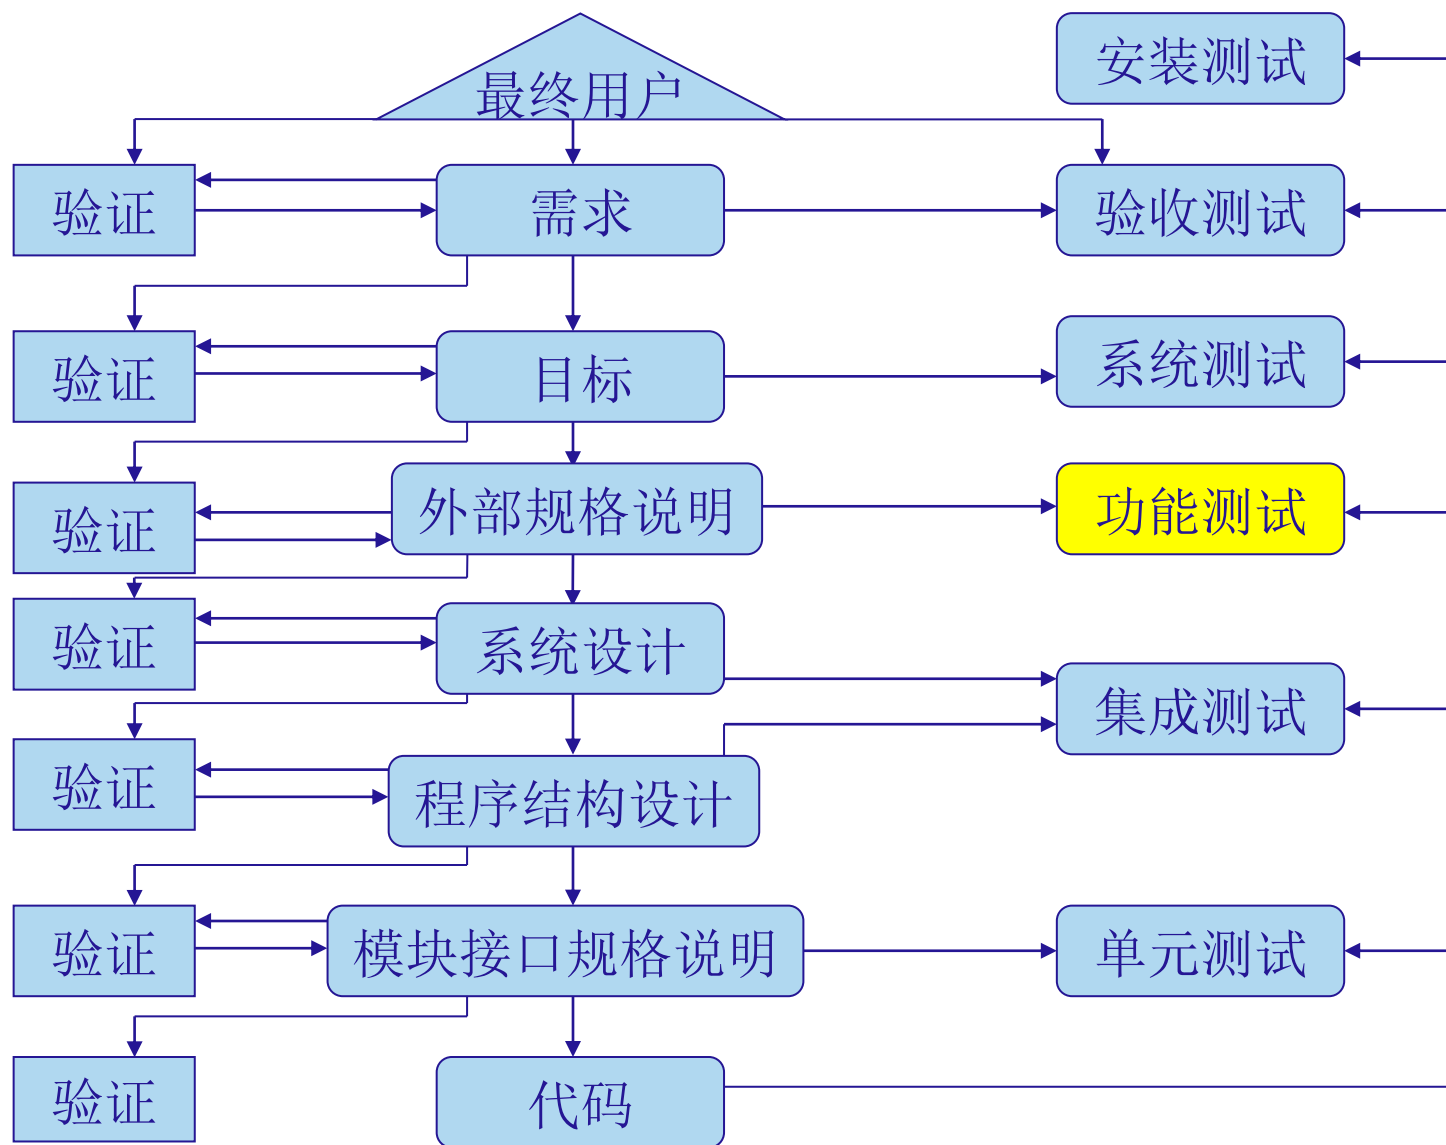 最终用户
安装测试
验证
需求
验收测试
验证
目标
系统测试
验证
外部规格说明
功能测试
验证
系统设计
集成测试
验证
程序结构设计
验证
模块接口规格说明
单元测试
验证
代码